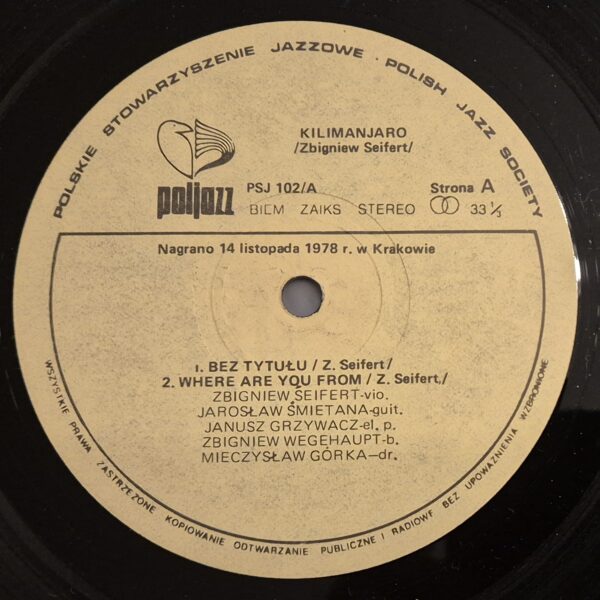 POLSKIE STOWARZYSZENIE JAZZOWE · POLISH JAZZ SOCIETY
KILIMANJARO
/Zbigniew Seifert/
poljazz
PSJ 102/A
Strona A
BIEM ZAIKS STEREO
33 1/3
Nagrano 14 listopada 1978 r. w Krakowie
1. BEZ TYTUŁU / Z. Seifert/
2. WHERE ARE YOU FROM / Z. Seifert./
ZBIGNIEW SEIFERT-vio.
JAROSŁAW ŚMIETANA-guit.
JANUSZ GRZYWACZ-el. p.
ZBIGNIEW WEGEHAUPT-b.
MIECZYSŁAW GÓRKA-dr.
WSZYSTKIE PRAWA ZASTRZEŻONE KOPIOWANIE ODTWARZANIE PUBLICZNE I RADIOWE BEZ UPOWAŻNIENIA WZBRONIONE